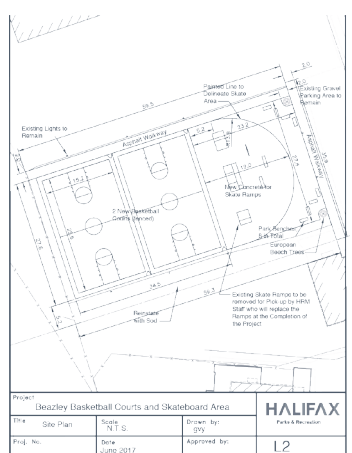 Painted Line to
Delineate Skate
Area
Existing Gravel
Parking Area to
Remain
Existing Lights to
Remain
Asphalt Walkway
Asphalt Walkway
New Concrete for
Skate Ramps
2 New Basketball
Courts (fenced)
Park Benches
European
Beech Trees
Reinstate
with Sod
Existing Skate Ramps to be
removed for Pick up by HRM
Staff who will replace the
Ramps at the Completion of
the Project
Project
Beazley Basketball Courts and Skateboard Area
HALIFAX
Parks & Recreation
Title
Site Plan
Scale
N.T.S.
Drawn by:
gvy
Proj. No.
Date
June 2017
Approved by:
L2